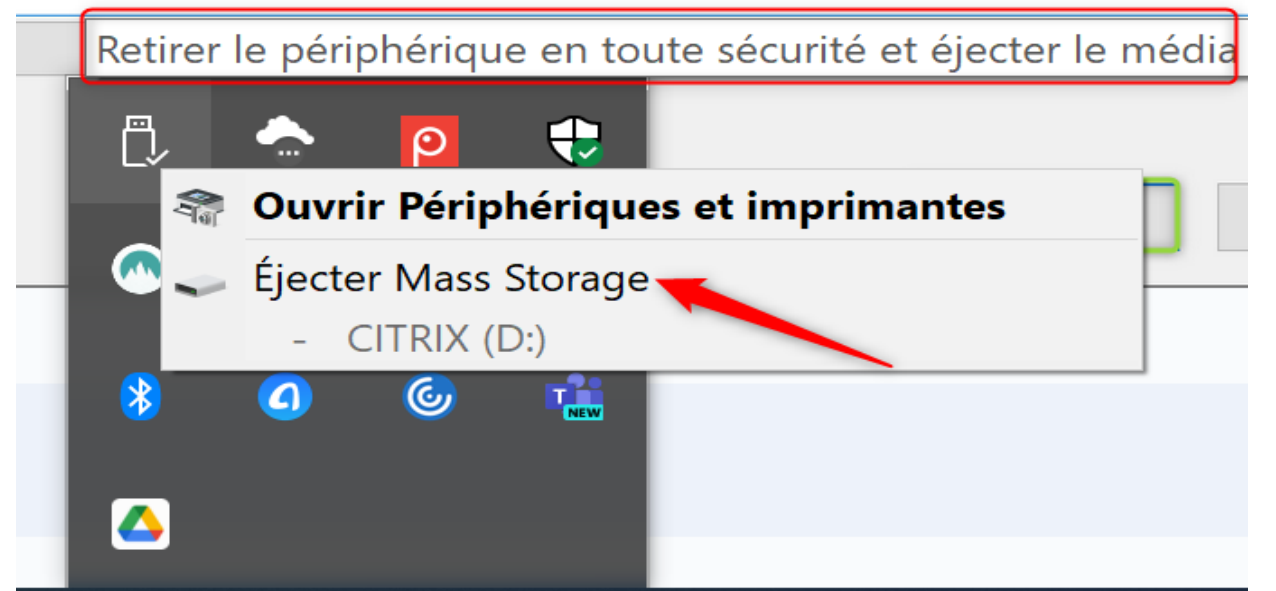 Retirer le périphérique en toute sécurité et éjecter le média
Ouvrir Périphériques et imprimantes
Éjecter Mass Storage
- CITRIX (D:)
T
NEW